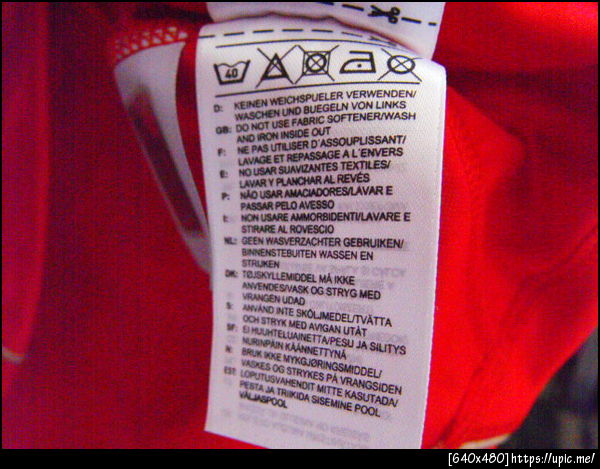 40
D: KEINEN WEICHSPUELER VERWENDEN/
WASCHEN UND BUEGELN VON LINKS
GB: DO NOT USE FABRIC SOFTENER/WASH
AND IRON INSIDE OUT
F: NE PAS UTILISER D´ASSOUPLISSANT/
LAVAGE ET REPASSAGE A L´ENVERS
E: NO USAR SUAVIZANTES TEXTILES/
LAVAR Y PLANCHAR AL REVÉS
P: NÃO USAR AMACIADORES/LAVAR E
PASSAR PELO AVESSO
I: NON USARE AMMORBIDENTI/LAVARE E
STIRARE AL ROVESCIO
NL: GEEN WASVERZACHTER GEBRUIKEN/
BINNENSTEBUITEN WASSEN EN
STRIJKEN
DK: TØJSKYLLEMIDDEL MÅ IKKE
ANVENDES/VASK OG STRYG MED
VRANGEN UDAD
S: ANVÄND INTE SKÖLJMEDEL/TVÄTTA
OCH STRYK MED AVIGAN UTÅT
SF: EI HUUHTELUAINETTA/PESU JA SILITYS
NURINPÄIN KÄÄNNETTYNÄ
N: BRUK IKKE MYKGJØRINGSMIDDEL/
VASKES OG STRYKES PÅ VRANGSIDEN
EST: LOPUTUSVAHENDIT MITTE KASUTADA/
PESTA JA TRIIKIDA SISEMINE POOL
VÄLJASPOOL
[640x480]https://upic.me/